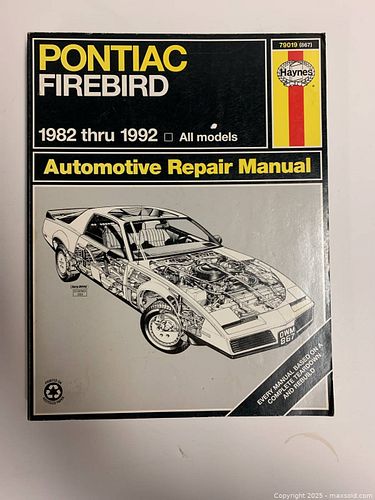 PONTIAC
FIREBIRD
79019 (867)
Haynes
1982 thru 1992 □ All models
Automotive Repair Manual
OWM
867
EVERY MANUAL BASED ON A
COMPLETE TEARDOWN
AND REBUILD
Copyright 2025 - maxsold.com